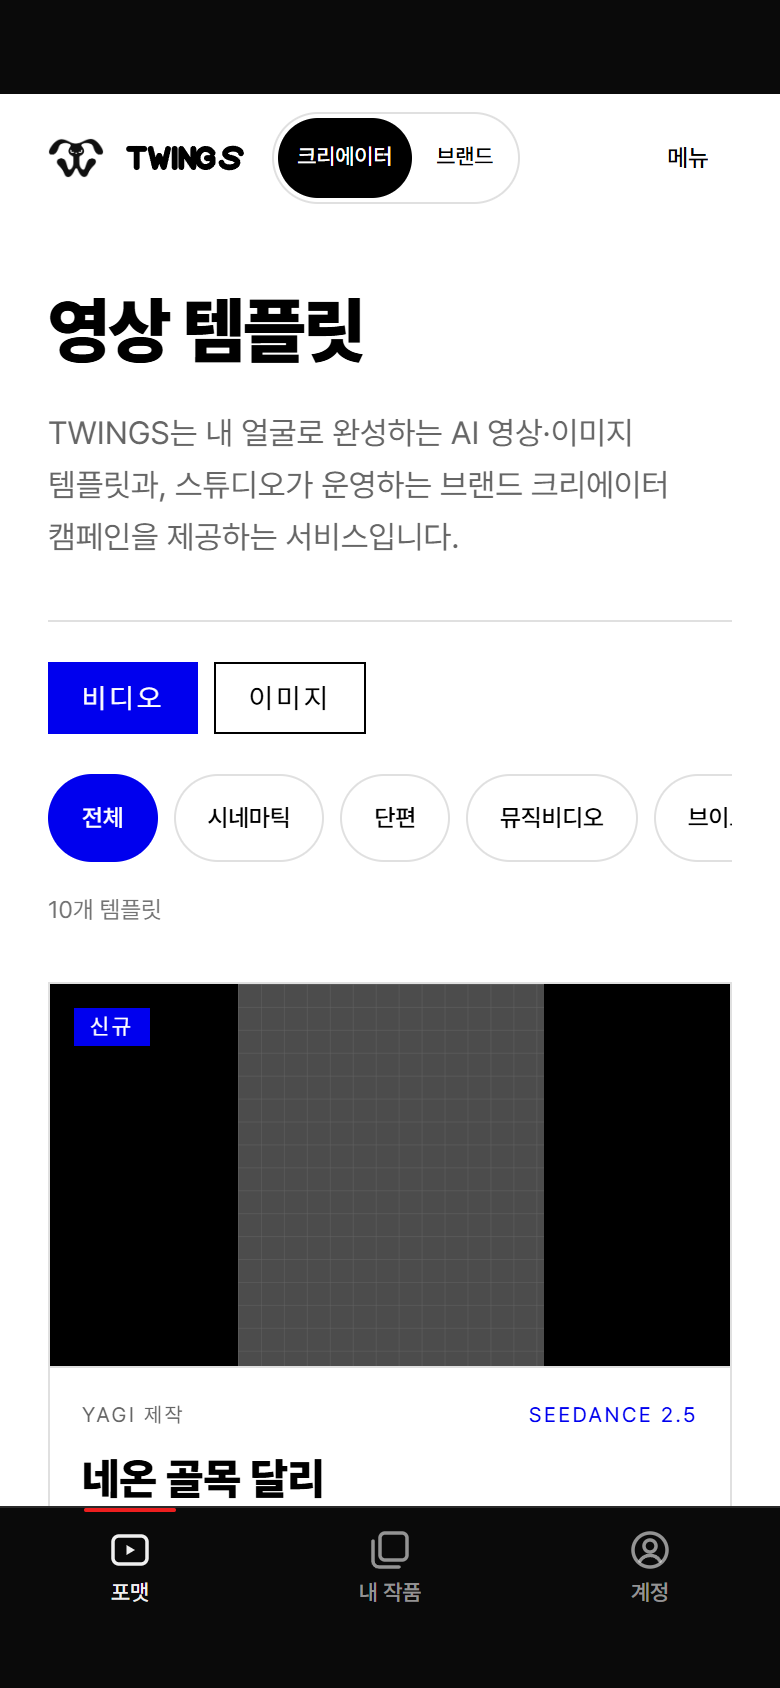 TWINGS
크리에이터
브랜드
메뉴
영상 템플릿
TWINGS는 내 얼굴로 완성하는 AI 영상·이미지
템플릿과, 스튜디오가 운영하는 브랜드 크리에이터
캠페인을 제공하는 서비스입니다.
비디오
이미지
전체
시네마틱
단편
뮤직비디오
10개 템플릿
신규
YAGI 제작
SEEDANCE 2.5
네온 골목 달리
포맷
내 작품
계정